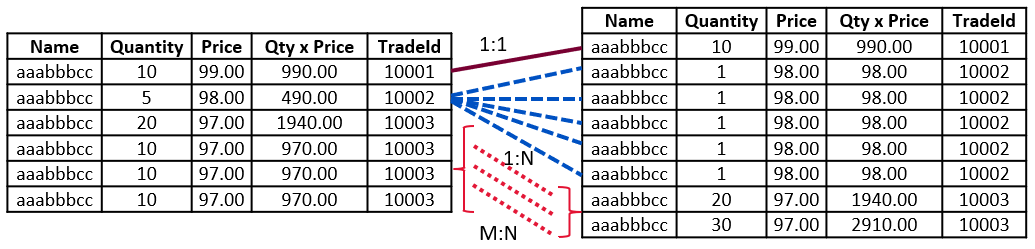 Name Quantity Price Qty x Price TradeId
aaabbbcc 10 99.00 990.00 10001
aaabbbcc 5 98.00 490.00 10002
aaabbbcc 20 97.00 1940.00 10003
aaabbbcc 10 97.00 970.00 10003
aaabbbcc 10 97.00 970.00 10003
aaabbbcc 10 97.00 970.00 10003
1:1
1:N
M:N
Name Quantity Price Qty x Price TradeId
aaabbbcc 10 99.00 990.00 10001
aaabbbcc 1 98.00 98.00 10002
aaabbbcc 1 98.00 98.00 10002
aaabbbcc 1 98.00 98.00 10002
aaabbbcc 1 98.00 98.00 10002
aaabbbcc 1 98.00 98.00 10002
aaabbbcc 20 97.00 1940.00 10003
aaabbbcc 30 97.00 2910.00 10003